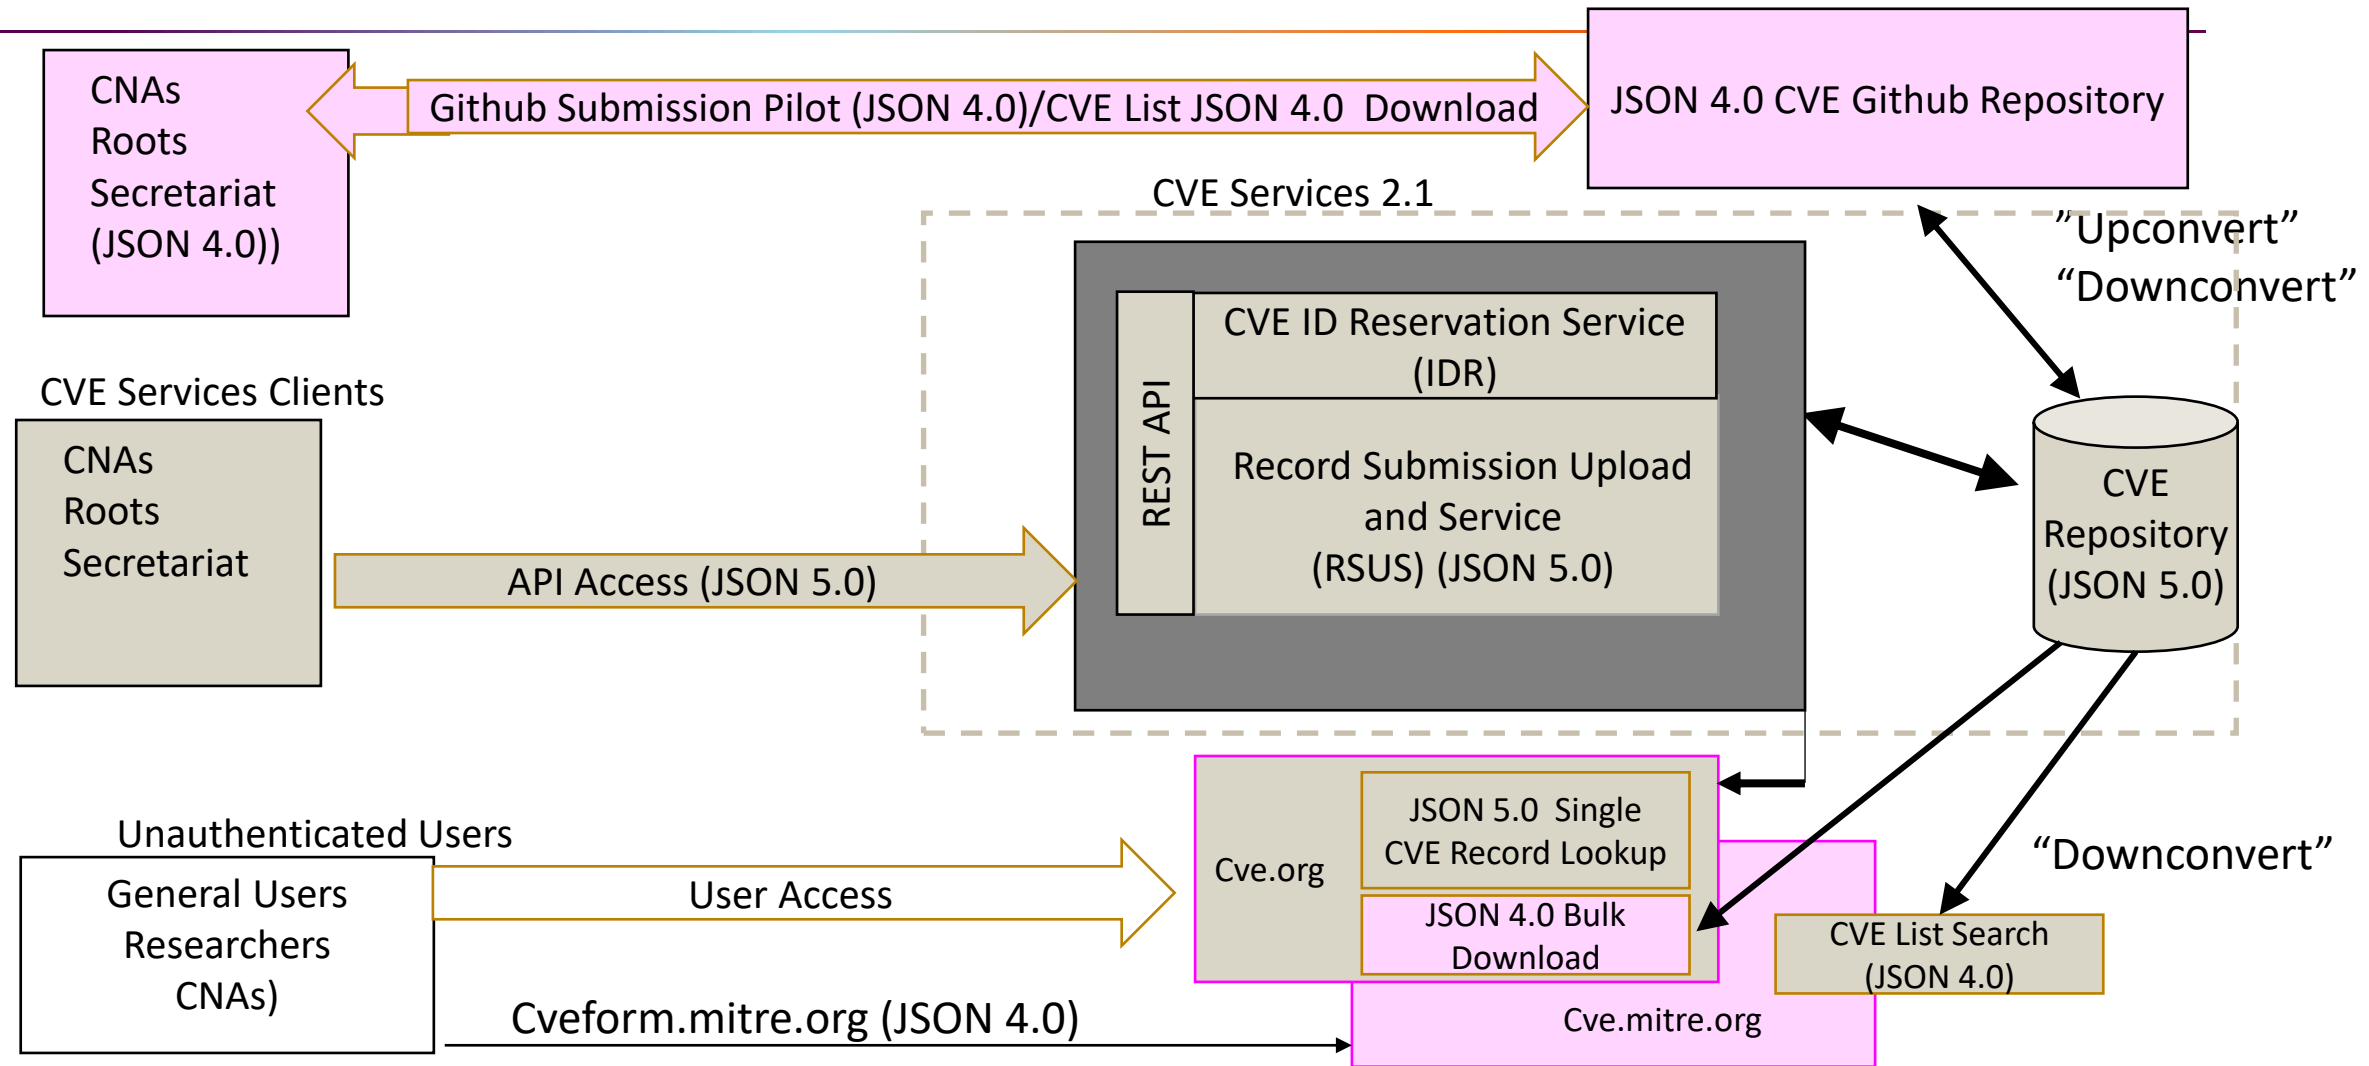 CNAs
Roots
Secretariat
(JSON 4.0))
Github Submission Pilot (JSON 4.0)/CVE List JSON 4.0  Download
JSON 4.0 CVE Github Repository
CVE Services 2.1
”Upconvert”
“Downconvert”
CVE ID Reservation Service
(IDR)
REST API
Record Submission Upload
and Service
(RSUS) (JSON 5.0)
CVE Services Clients
CNAs
Roots
Secretariat
API Access (JSON 5.0)
CVE
Repository
(JSON 5.0)
Unauthenticated Users
General Users
Researchers
CNAs)
User Access
Cveform.mitre.org (JSON 4.0)
Cve.org
JSON 5.0  Single
CVE Record Lookup
JSON 4.0 Bulk
Download
Cve.mitre.org
“Downconvert”
CVE List Search
(JSON 4.0)